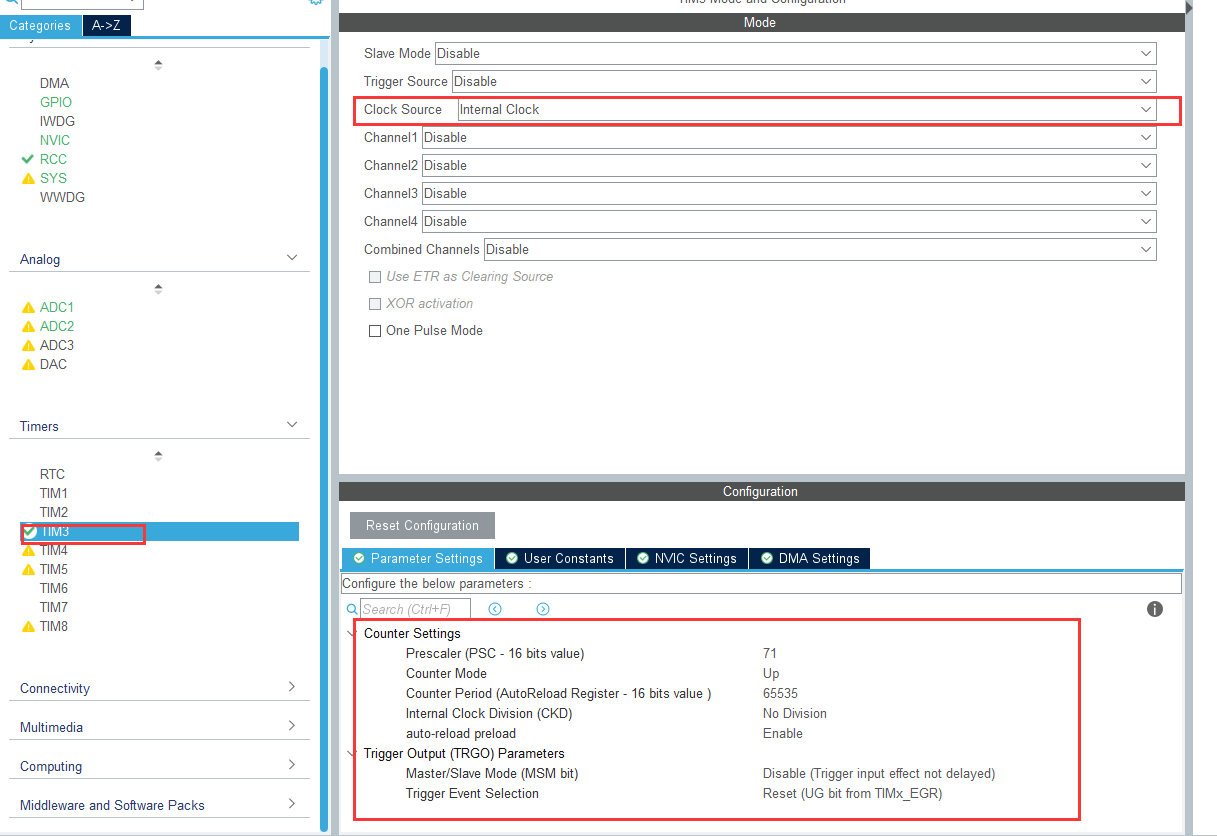 Categories
A->Z
DMA
GPIO
IWDG
NVIC
RCC
SYS
WWDG
Analog
ADC1
ADC2
ADC3
DAC
Timers
RTC
TIM1
TIM2
TIM3
TIM4
TIM5
TIM6
TIM7
TIM8
Connectivity
Multimedia
Computing
Middleware and Software Packs
TIM3 Mode and Configuration
Mode
Slave Mode Disable
Trigger Source Disable
Clock Source Internal Clock
Channel1 Disable
Channel2 Disable
Channel3 Disable
Channel4 Disable
Combined Channels Disable
Use ETR as Clearing Source
XOR activation
One Pulse Mode
Configuration
Reset Configuration
Parameter Settings
User Constants
NVIC Settings
DMA Settings
Configure the below parameters :
Search (Ctrl+F)
Counter Settings
Prescaler (PSC - 16 bits value) 71
Counter Mode Up
Counter Period (AutoReload Register - 16 bits value ) 65535
Internal Clock Division (CKD) No Division
auto-reload preload Enable
Trigger Output (TRGO) Parameters
Master/Slave Mode (MSM bit) Disable (Trigger input effect not delayed)
Trigger Event Selection Reset (UG bit from TIMx_EGR)